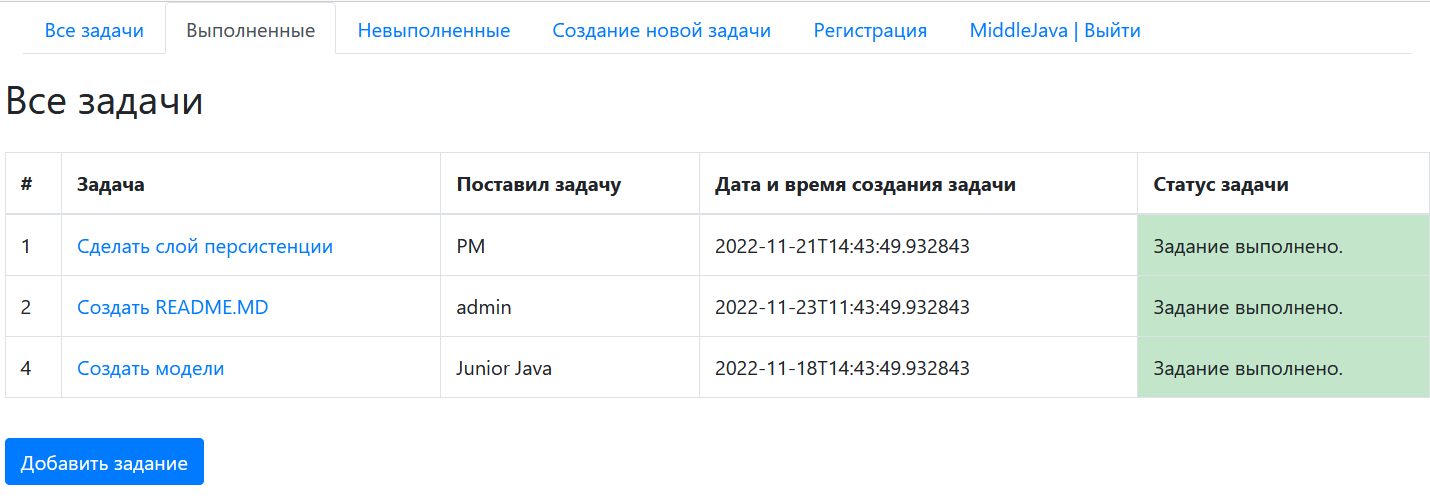 Все задачи Выполненные Невыполненные Создание новой задачи Регистрация MiddleJava | Выйти
Все задачи
# Задача Поставил задачу Дата и время создания задачи Статус задачи
1 Сделать слой персистенции PM 2022-11-21T14:43:49.932843 Задание выполнено.
2 Создать README.MD admin 2022-11-23T11:43:49.932843 Задание выполнено.
4 Создать модели Junior Java 2022-11-18T14:43:49.932843 Задание выполнено.
Добавить задание